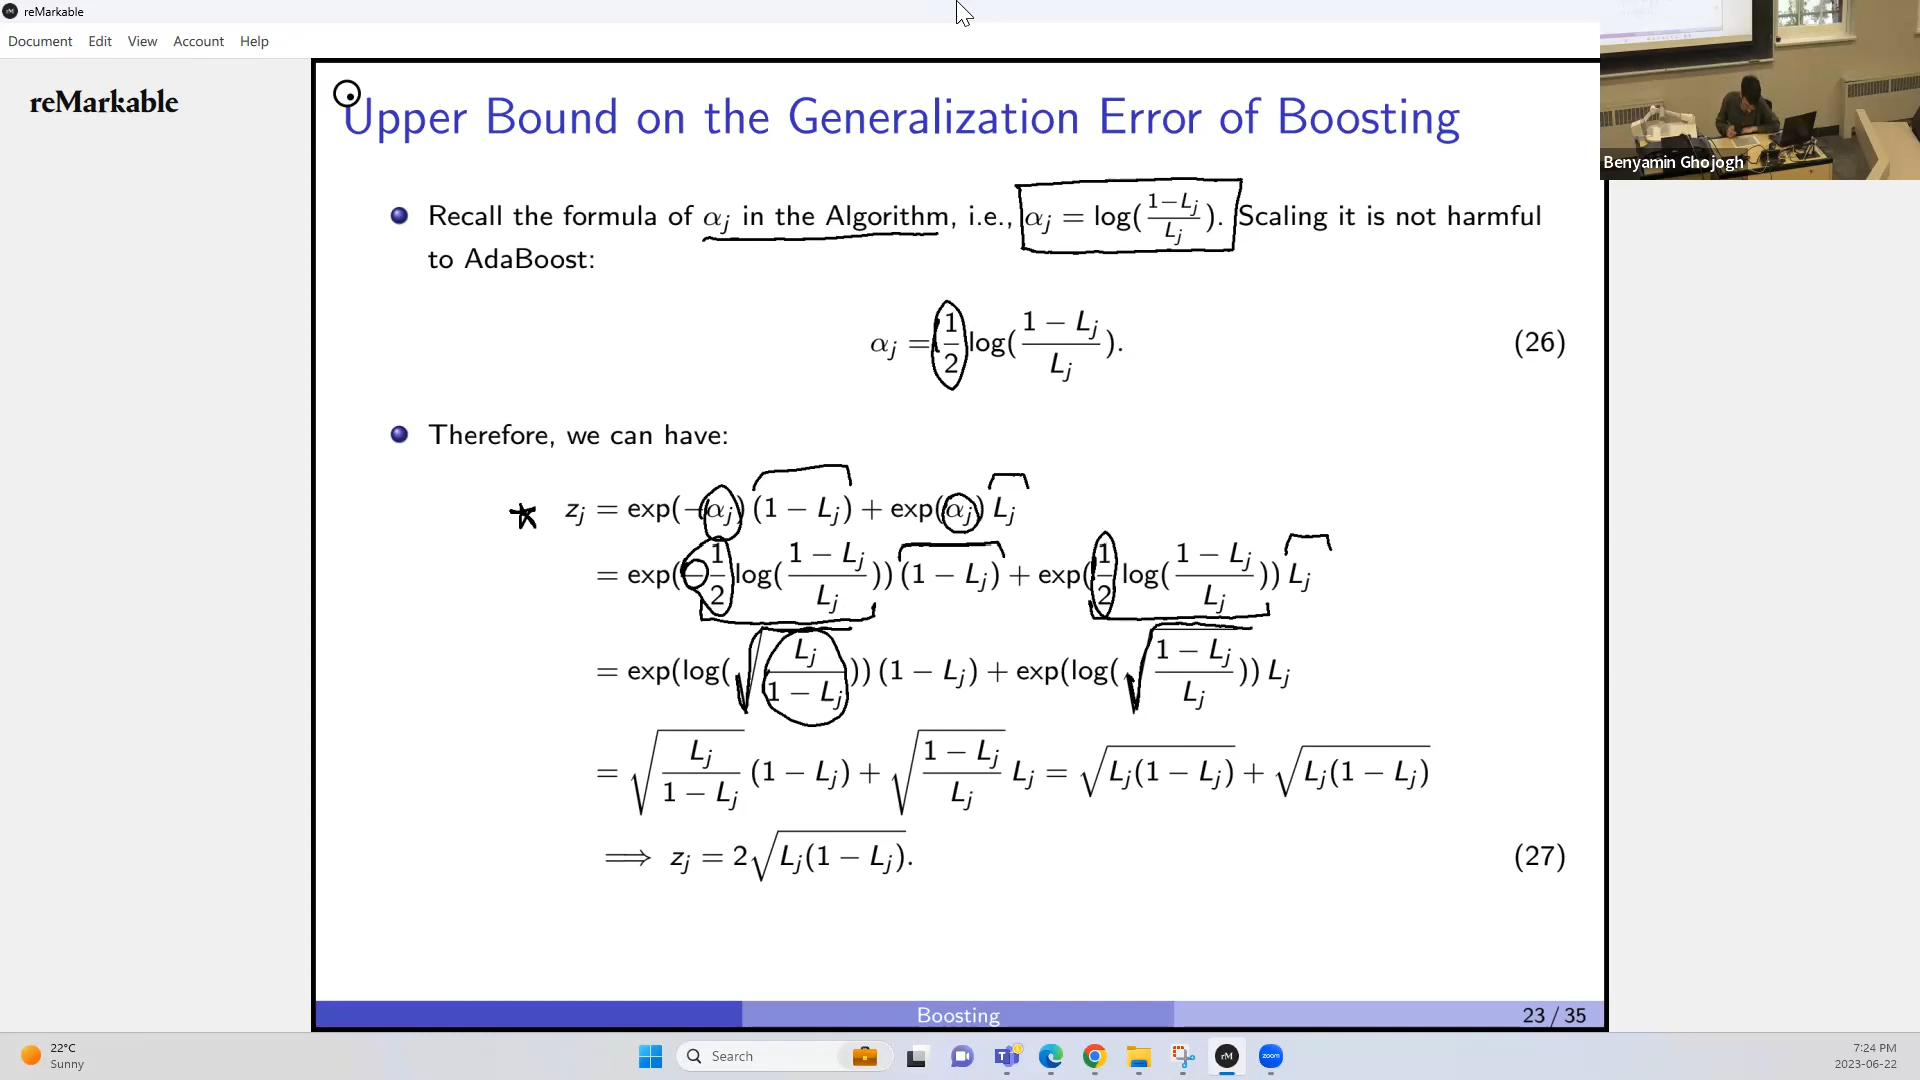 reMarkable
Document Edit View Account Help
reMarkable
Upper Bound on the Generalization Error of Boosting
Recall the formula of αⱼ in the Algorithm, i.e., αⱼ = log((1−Lⱼ)/Lⱼ). Scaling it is not harmful
to AdaBoost:
αⱼ = 1/2 log((1 − Lⱼ)/Lⱼ). (26)
Therefore, we can have:
* zⱼ = exp(−αⱼ) (1 − Lⱼ) + exp(αⱼ) Lⱼ
= exp(−1/2 log((1 − Lⱼ)/Lⱼ)) (1 − Lⱼ) + exp(1/2 log((1 − Lⱼ)/Lⱼ)) Lⱼ
= exp(log(√(Lⱼ/(1 − Lⱼ)))) (1 − Lⱼ) + exp(log(√((1 − Lⱼ)/Lⱼ))) Lⱼ
= √(Lⱼ/(1 − Lⱼ)) (1 − Lⱼ) + √((1 − Lⱼ)/Lⱼ) Lⱼ = √(Lⱼ(1 − Lⱼ)) + √(Lⱼ(1 − Lⱼ))
⟹ zⱼ = 2√(Lⱼ(1 − Lⱼ)). (27)
Boosting 23 / 35
Benyamin Ghojogh
22°C
Sunny
Search
rM
zoom
7:24 PM
2023-06-22